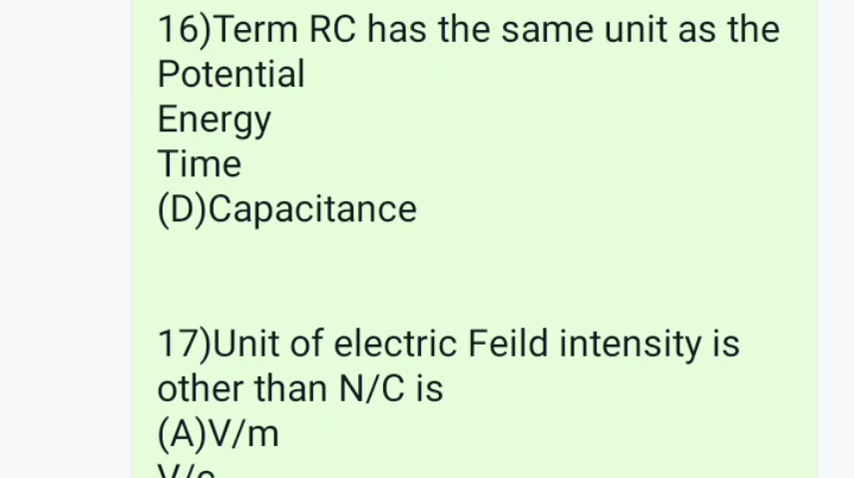 16)Term RC has the same unit as the
Potential
Energy
Time
(D)Capacitance
17)Unit of electric Feild intensity is
other than N/C is
(A)V/m